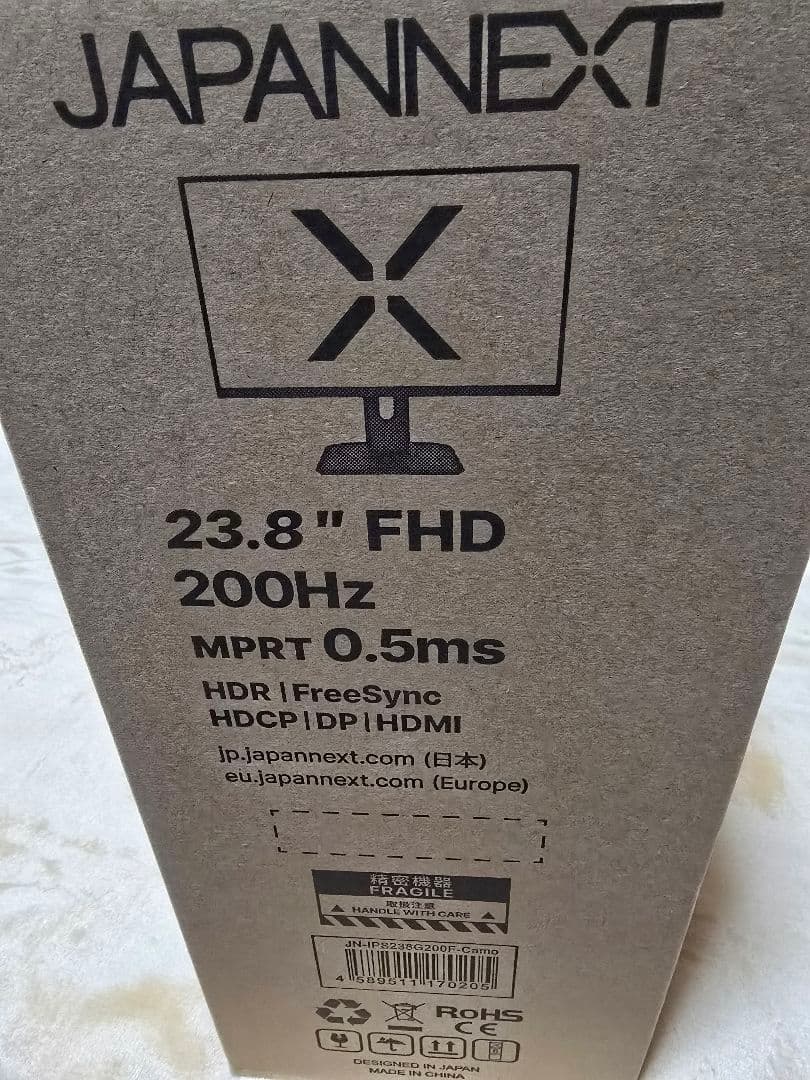 JAPANNEXT
23.8" FHD
200Hz
MPRT 0.5ms
HDR | FreeSync
HDCP | DP | HDMI
jp.japannext.com (日本)
eu.japannext.com (Europe)
精密機器
FRAGILE
取扱注意
HANDLE WITH CARE
JN-IPS238G200F-Camo
4 589511 170205
RoHS
CE
DESIGNED IN JAPAN
MADE IN CHINA